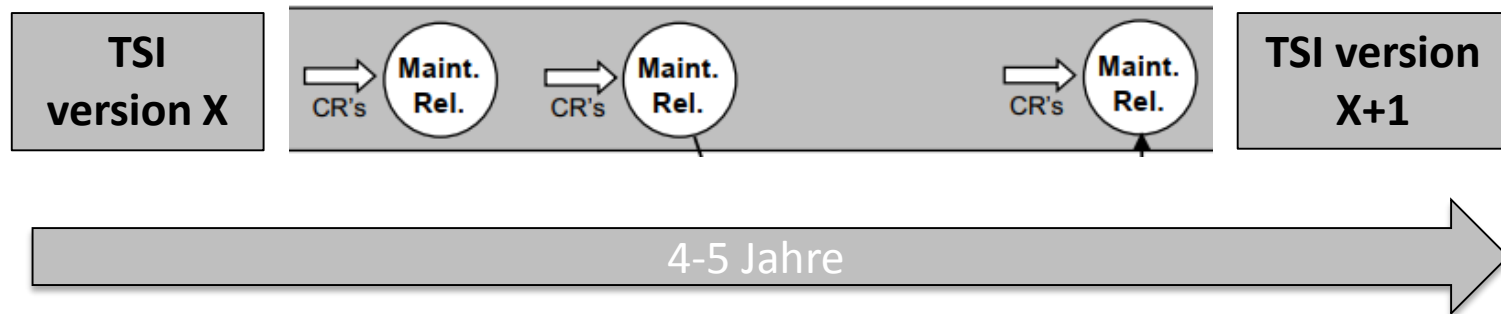 TSI
version X
CR's
Maint.
Rel.
CR's
Maint.
Rel.
CR's
Maint.
Rel.
TSI version
X+1
4-5 Jahre